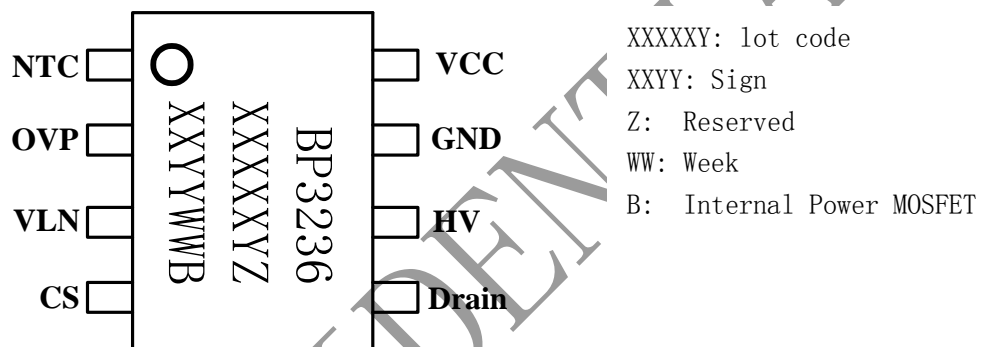 NTC
OVP
VLN
CS
VCC
GND
HV
Drain
BP3236
XXXXXYZ
XXYYWWB
XXXXXY: lot code
XXYY: Sign
Z: Reserved
WW: Week
B: Internal Power MOSFET